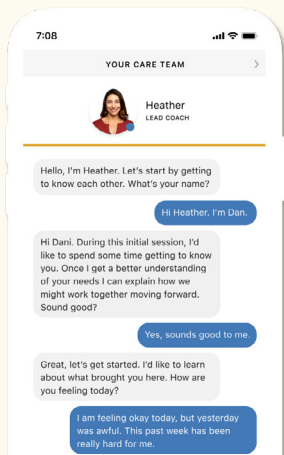 7:08
YOUR CARE TEAM
Heather
LEAD COACH
Hello, I'm Heather. Let's start by getting
to know each other. What's your name?
Hi Heather. I'm Dan.
Hi Dani. During this initial session, I'd
like to spend some time getting to know
you. Once I get a better understanding
of your needs I can explain how we
might work together moving forward.
Sound good?
Yes, sounds good to me.
Great, let's get started. I'd like to learn
about what brought you here. How are
you feeling today?
I am feeling okay today, but yesterday
was awful. This past week has been
really hard for me.